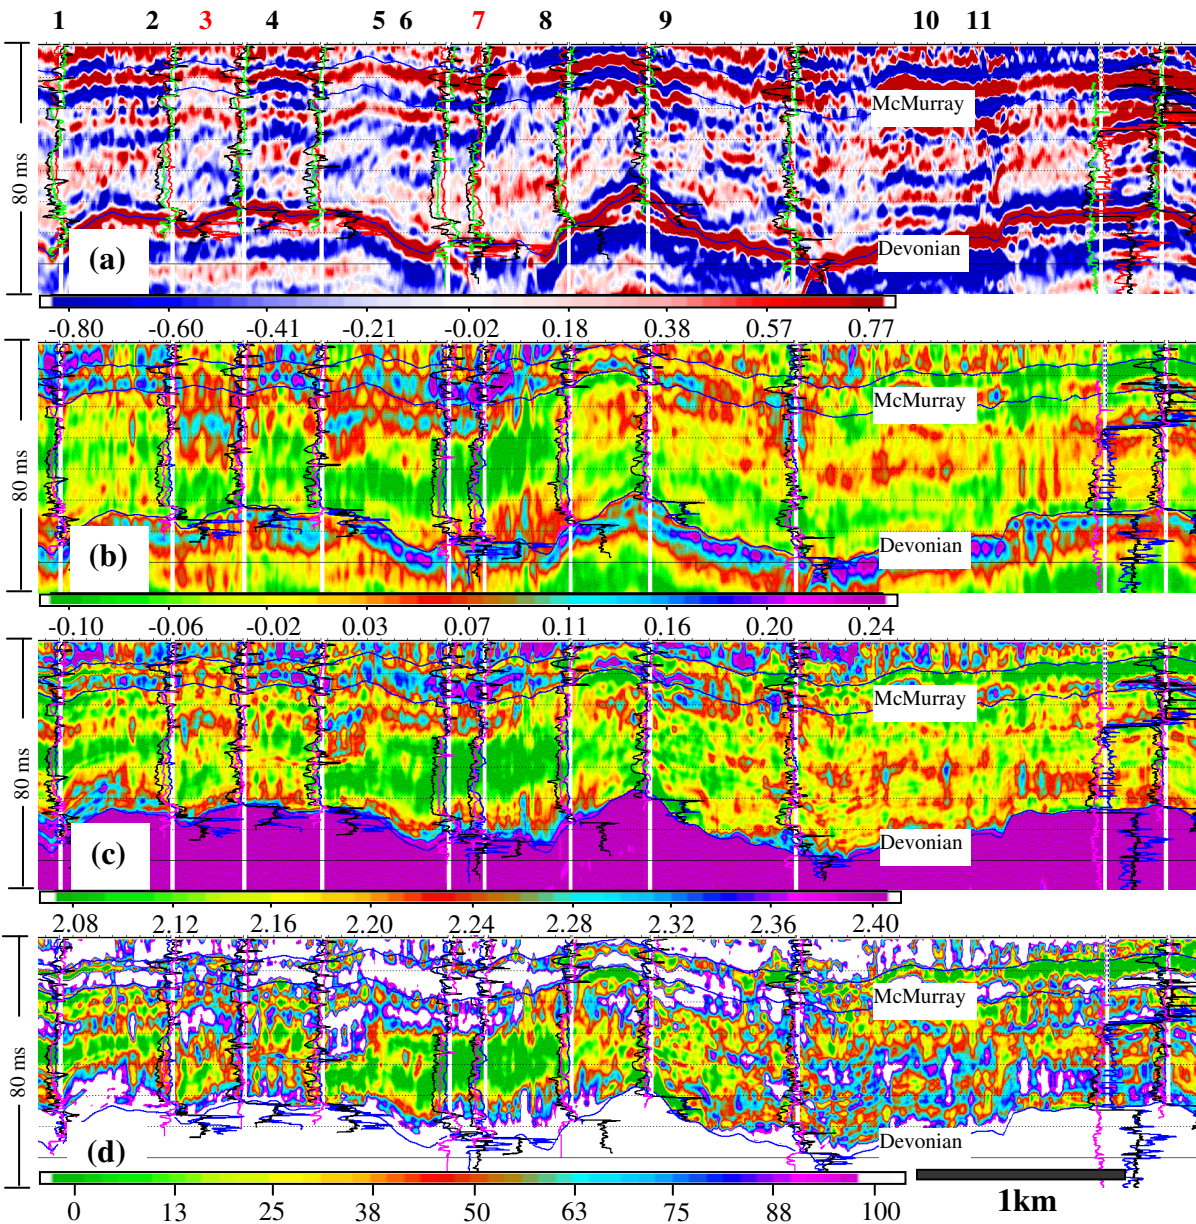 1 2 3 4 5 6 7 8 9 10 11
80 ms
McMurray
Devonian
(a)
-0.80 -0.60 -0.41 -0.21 -0.02 0.18 0.38 0.57 0.77
80 ms
McMurray
Devonian
(b)
-0.10 -0.06 -0.02 0.03 0.07 0.11 0.16 0.20 0.24
80 ms
McMurray
Devonian
(c)
2.08 2.12 2.16 2.20 2.24 2.28 2.32 2.36 2.40
80 ms
McMurray
Devonian
(d)
0 13 25 38 50 63 75 88 100
1km